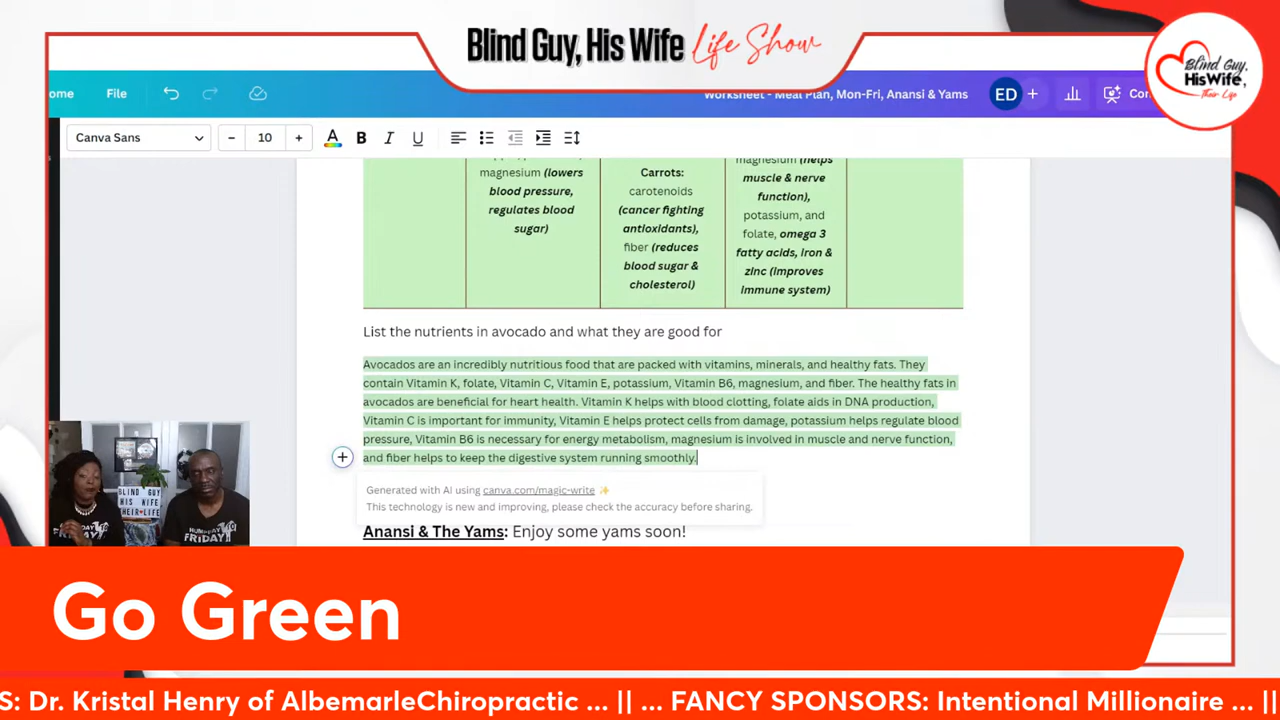 Blind Guy, His Wife Life Show
Blind Guy,
HisWife,
Their Life
ome File Worksheet - Meal Plan, Mon-Fri, Anansi & Yams ED + Con
Canva Sans − 10 + A B I U
magnesium (lowers
blood pressure,
regulates blood
sugar)
Carrots:
carotenoids
(cancer fighting
antioxidants),
fiber (reduces
blood sugar &
cholesterol)
magnesium (helps
muscle & nerve
function),
potassium, and
folate, omega 3
fatty acids, iron &
zinc (improves
immune system)
List the nutrients in avocado and what they are good for
Avocados are an incredibly nutritious food that are packed with vitamins, minerals, and healthy fats. They
contain Vitamin K, folate, Vitamin C, Vitamin E, potassium, Vitamin B6, magnesium, and fiber. The healthy fats in
avocados are beneficial for heart health. Vitamin K helps with blood clotting, folate aids in DNA production,
Vitamin C is important for immunity, Vitamin E helps protect cells from damage, potassium helps regulate blood
pressure, Vitamin B6 is necessary for energy metabolism, magnesium is involved in muscle and nerve function,
and fiber helps to keep the digestive system running smoothly.
Generated with AI using canva.com/magic-write ✨
This technology is new and improving, please check the accuracy before sharing.
Anansi & The Yams: Enjoy some yams soon!
BLIND GUY
HIS WIFE
THEIR LIFE
FRIDAY!
Go Green
S: Dr. Kristal Henry of AlbemarleChiropractic ... || ... FANCY SPONSORS: Intentional Millionaire ... ||